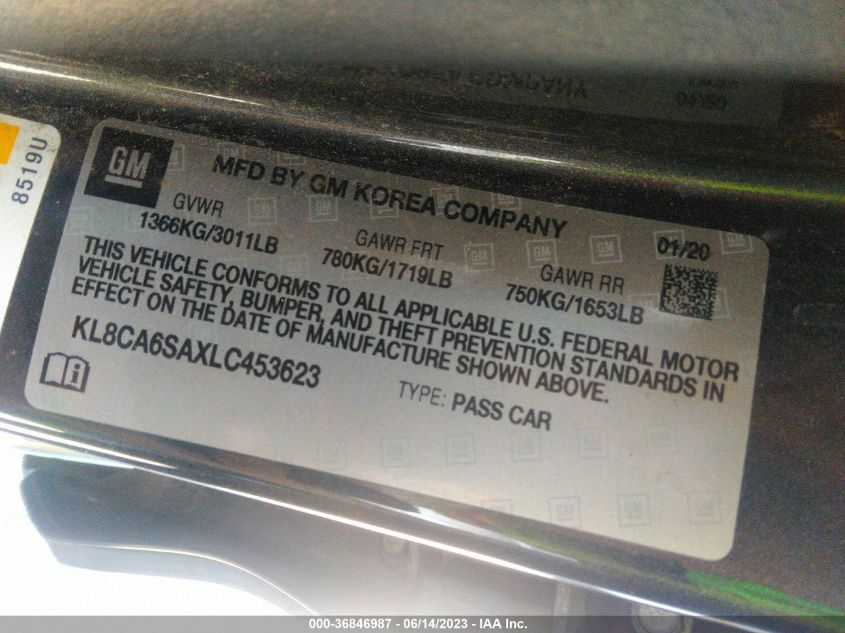 8519U
GM
MFD BY GM KOREA COMPANY
01/20
GVWR
1366KG/3011LB
GAWR FRT
780KG/1719LB
GAWR RR
750KG/1653LB
THIS VEHICLE CONFORMS TO ALL APPLICABLE U.S. FEDERAL MOTOR
VEHICLE SAFETY, BUMPER, AND THEFT PREVENTION STANDARDS IN
EFFECT ON THE DATE OF MANUFACTURE SHOWN ABOVE.
KL8CA6SAXLC453623
TYPE: PASS CAR
000-36846987 - 06/14/2023 - IAA Inc.